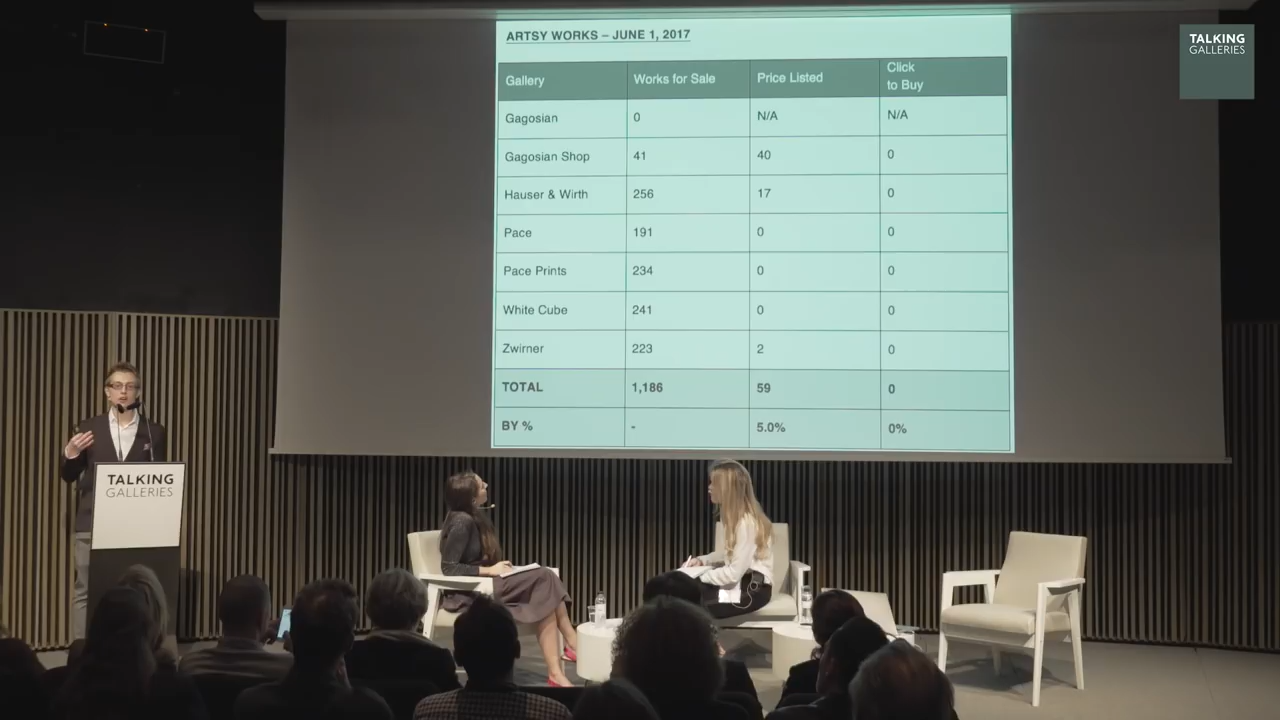 ARTSY WORKS – JUNE 1, 2017
Gallery Works for Sale Price Listed Click to Buy
Gagosian 0 N/A N/A
Gagosian Shop 41 40 0
Hauser & Wirth 256 17 0
Pace 191 0 0
Pace Prints 234 0 0
White Cube 241 0 0
Zwirner 223 2 0
TOTAL 1,186 59 0
BY % - 5.0% 0%
TALKING
GALLERIES
TALKING
GALLERIES